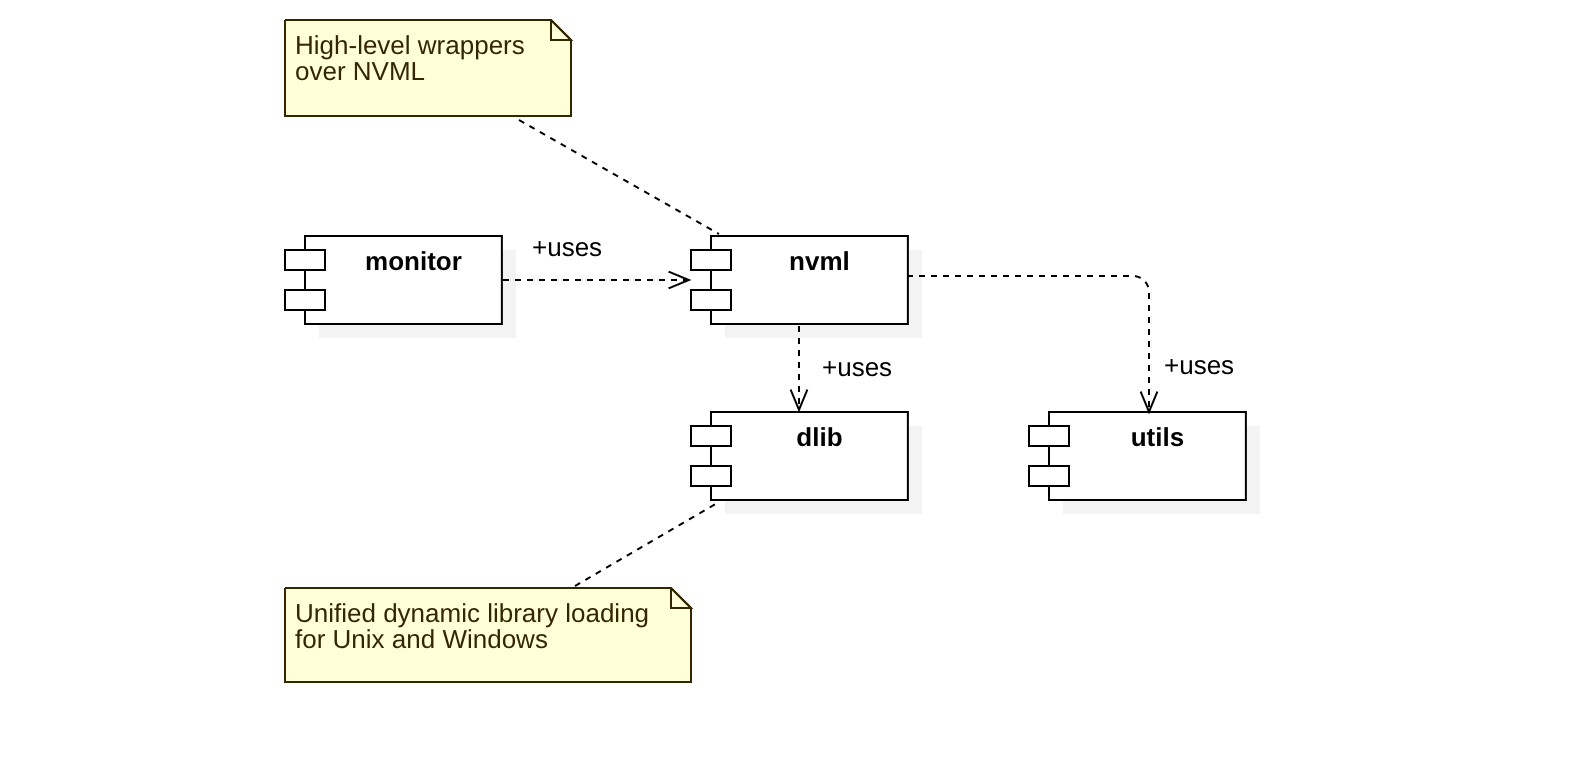 High-level wrappers
over NVML
monitor
+uses
nvml
+uses
+uses
dlib
utils
Unified dynamic library loading
for Unix and Windows